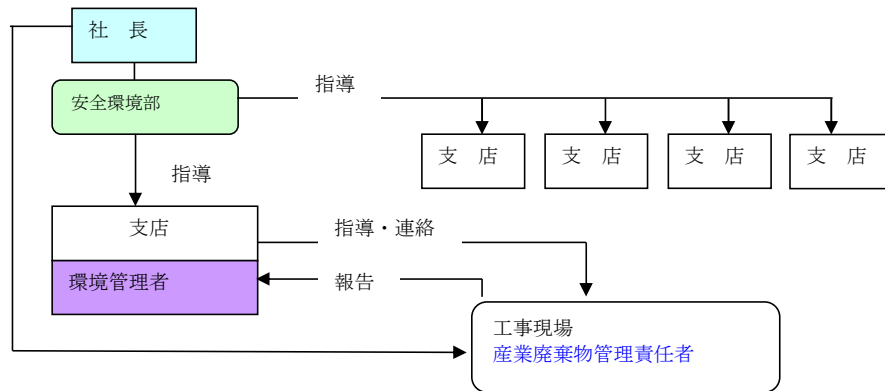 社　長
安全環境部
指導
支　店
支　店
支　店
支　店
指導
支店
指導・連絡
環境管理者
報告
工事現場
産業廃棄物管理責任者